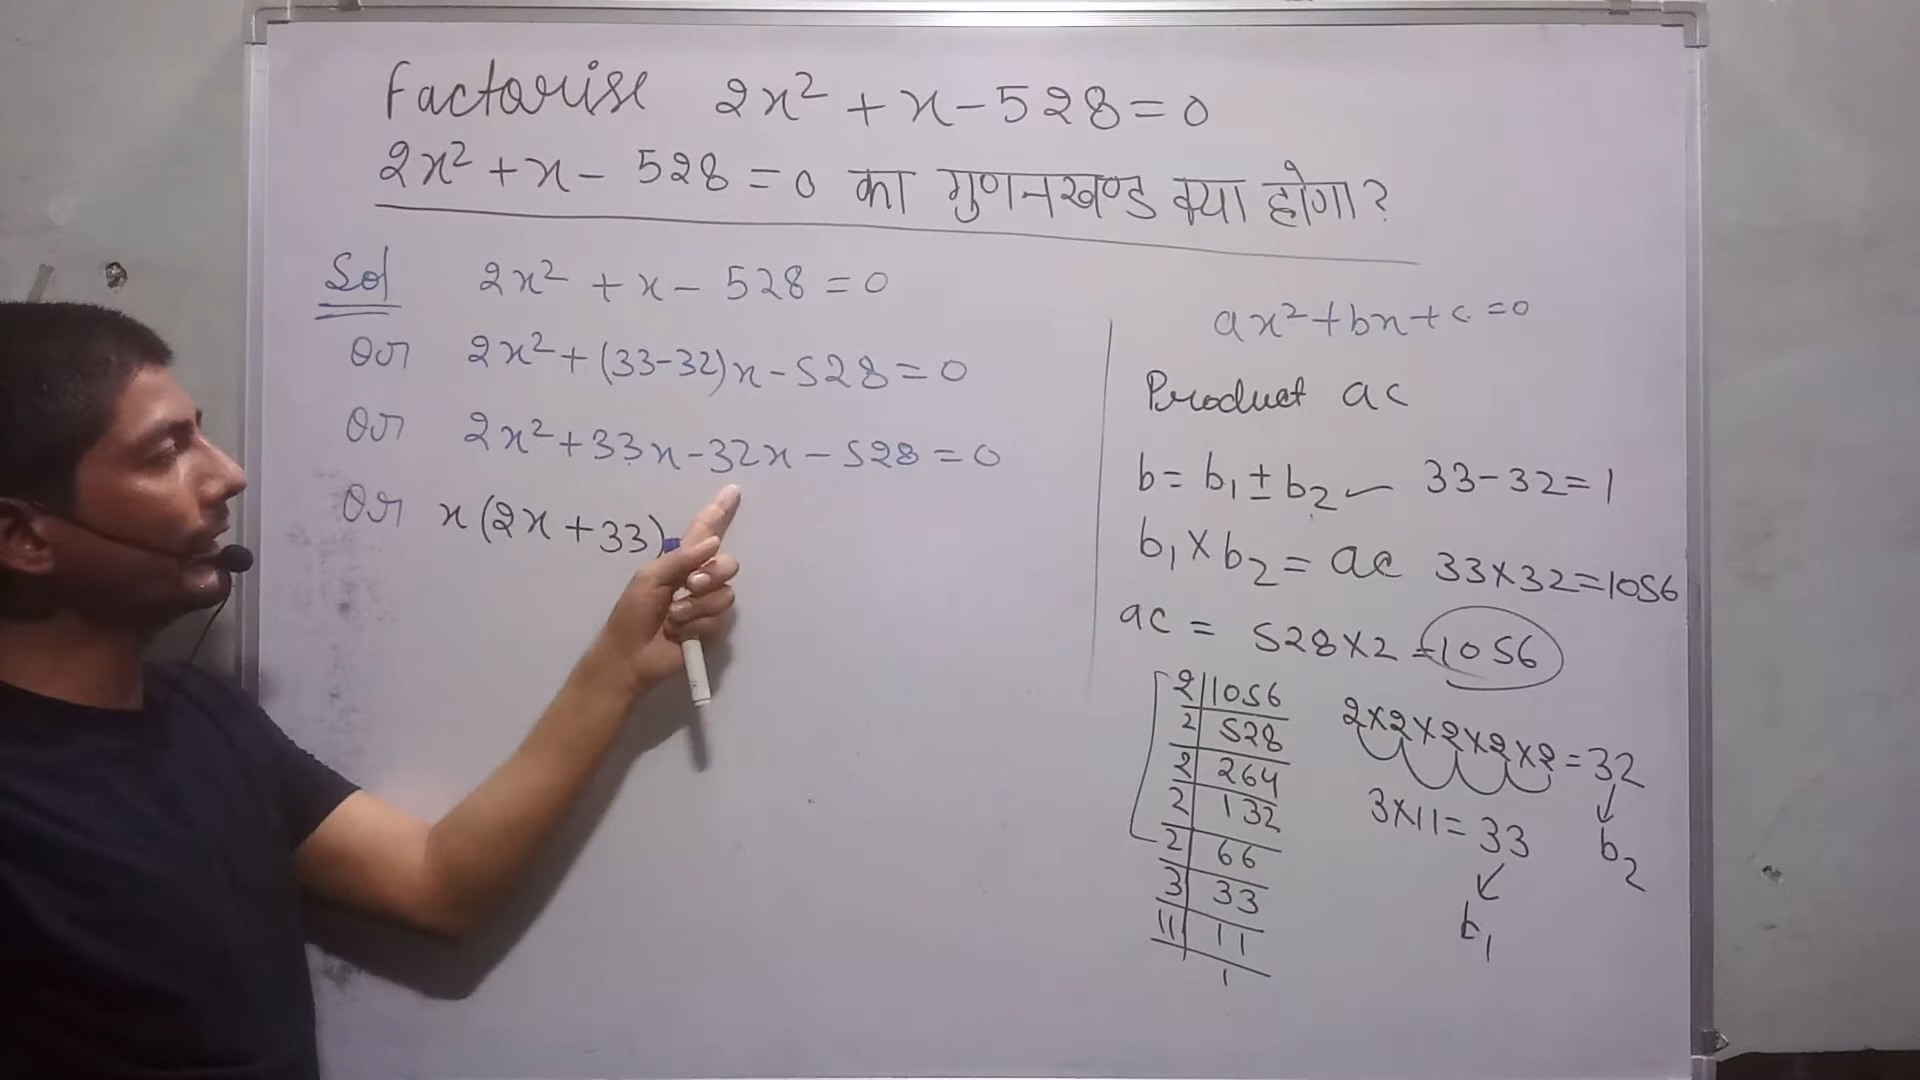 Factorise 2x² + x - 528 = 0
2x² + x - 528 = 0 का गुणनखण्ड क्या होगा?
Sol 2x² + x - 528 = 0
Or 2x² + (33-32)x - 528 = 0
Or 2x² + 33x - 32x - 528 = 0
Or x(2x + 33)
ax² + bx + c = 0
Product ac
b = b₁ ± b₂ 33 - 32 = 1
b₁ × b₂ = ac 33 × 32 = 1056
ac = 528 × 2 = 1056
2 | 1056
2 | 528
2 | 264
2 | 132
2 | 66
3 | 33
11 | 11
1
2×2×2×2×2 = 32
↓
b₂
3×11 = 33
↙
b₁